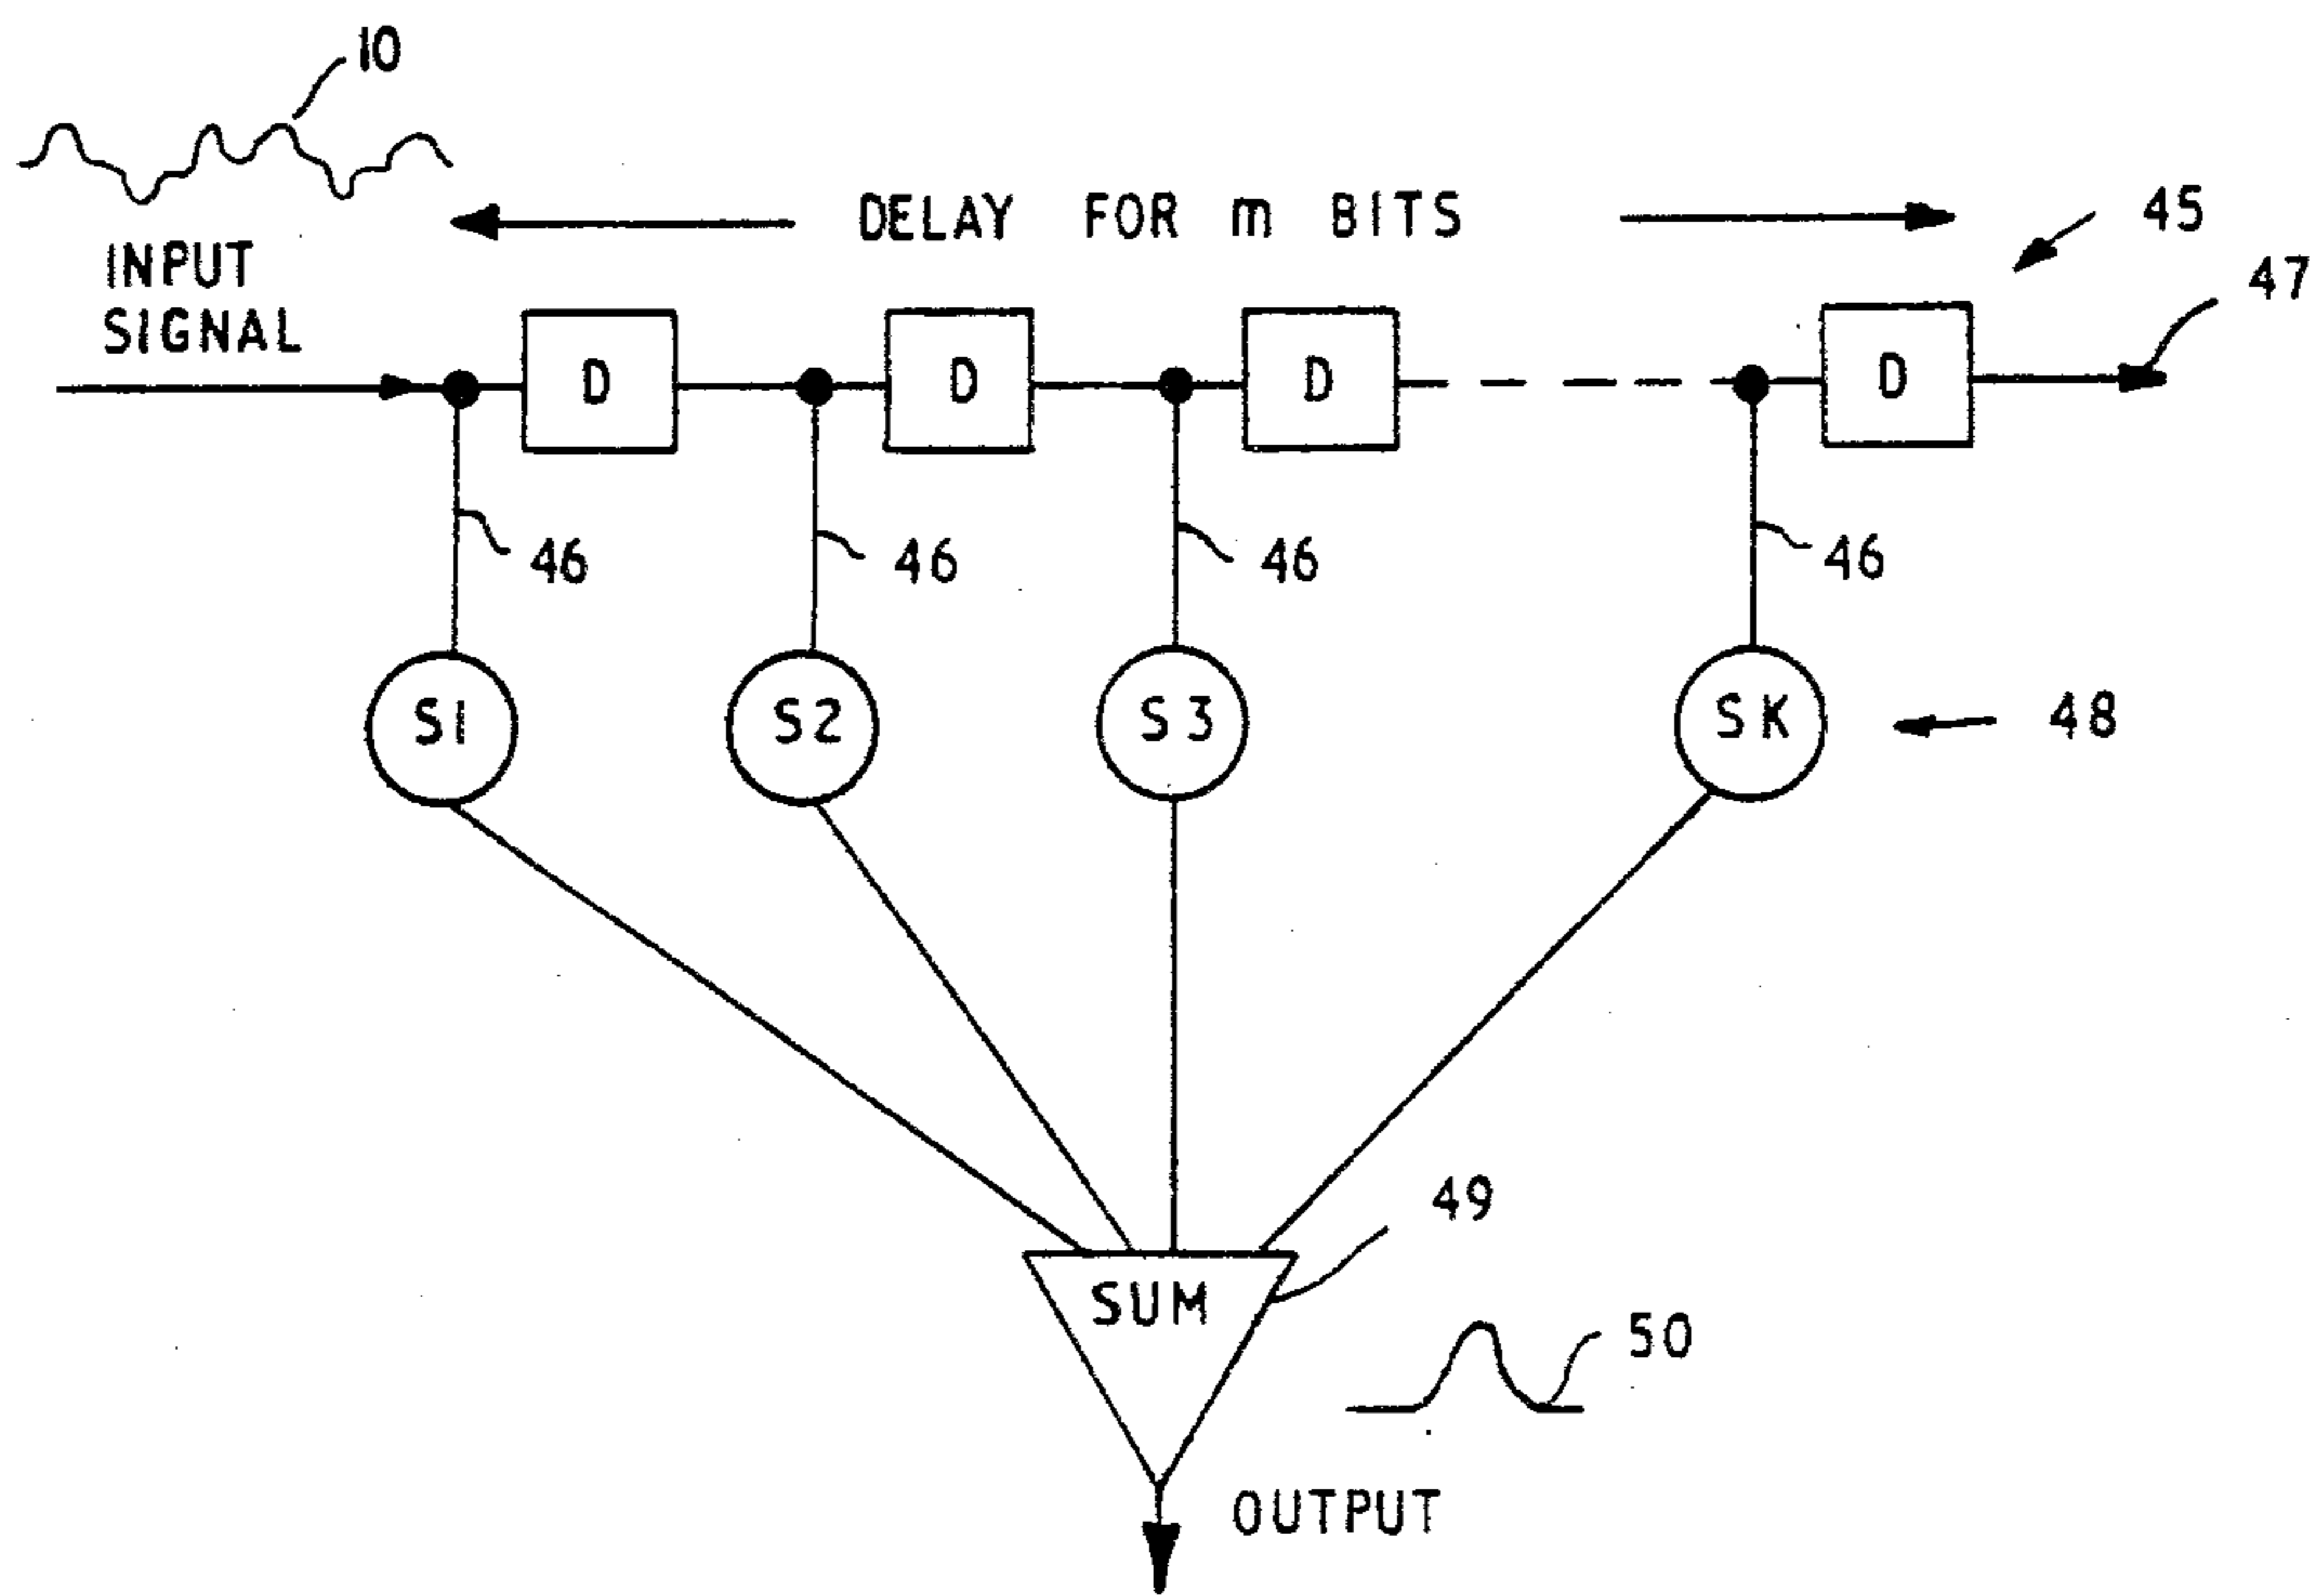 10
DELAY FOR m BITS
45
INPUT
SIGNAL
47
D D D D
46 46 46 46
S1 S2 S3 SK
48
49
SUM
50
OUTPUT